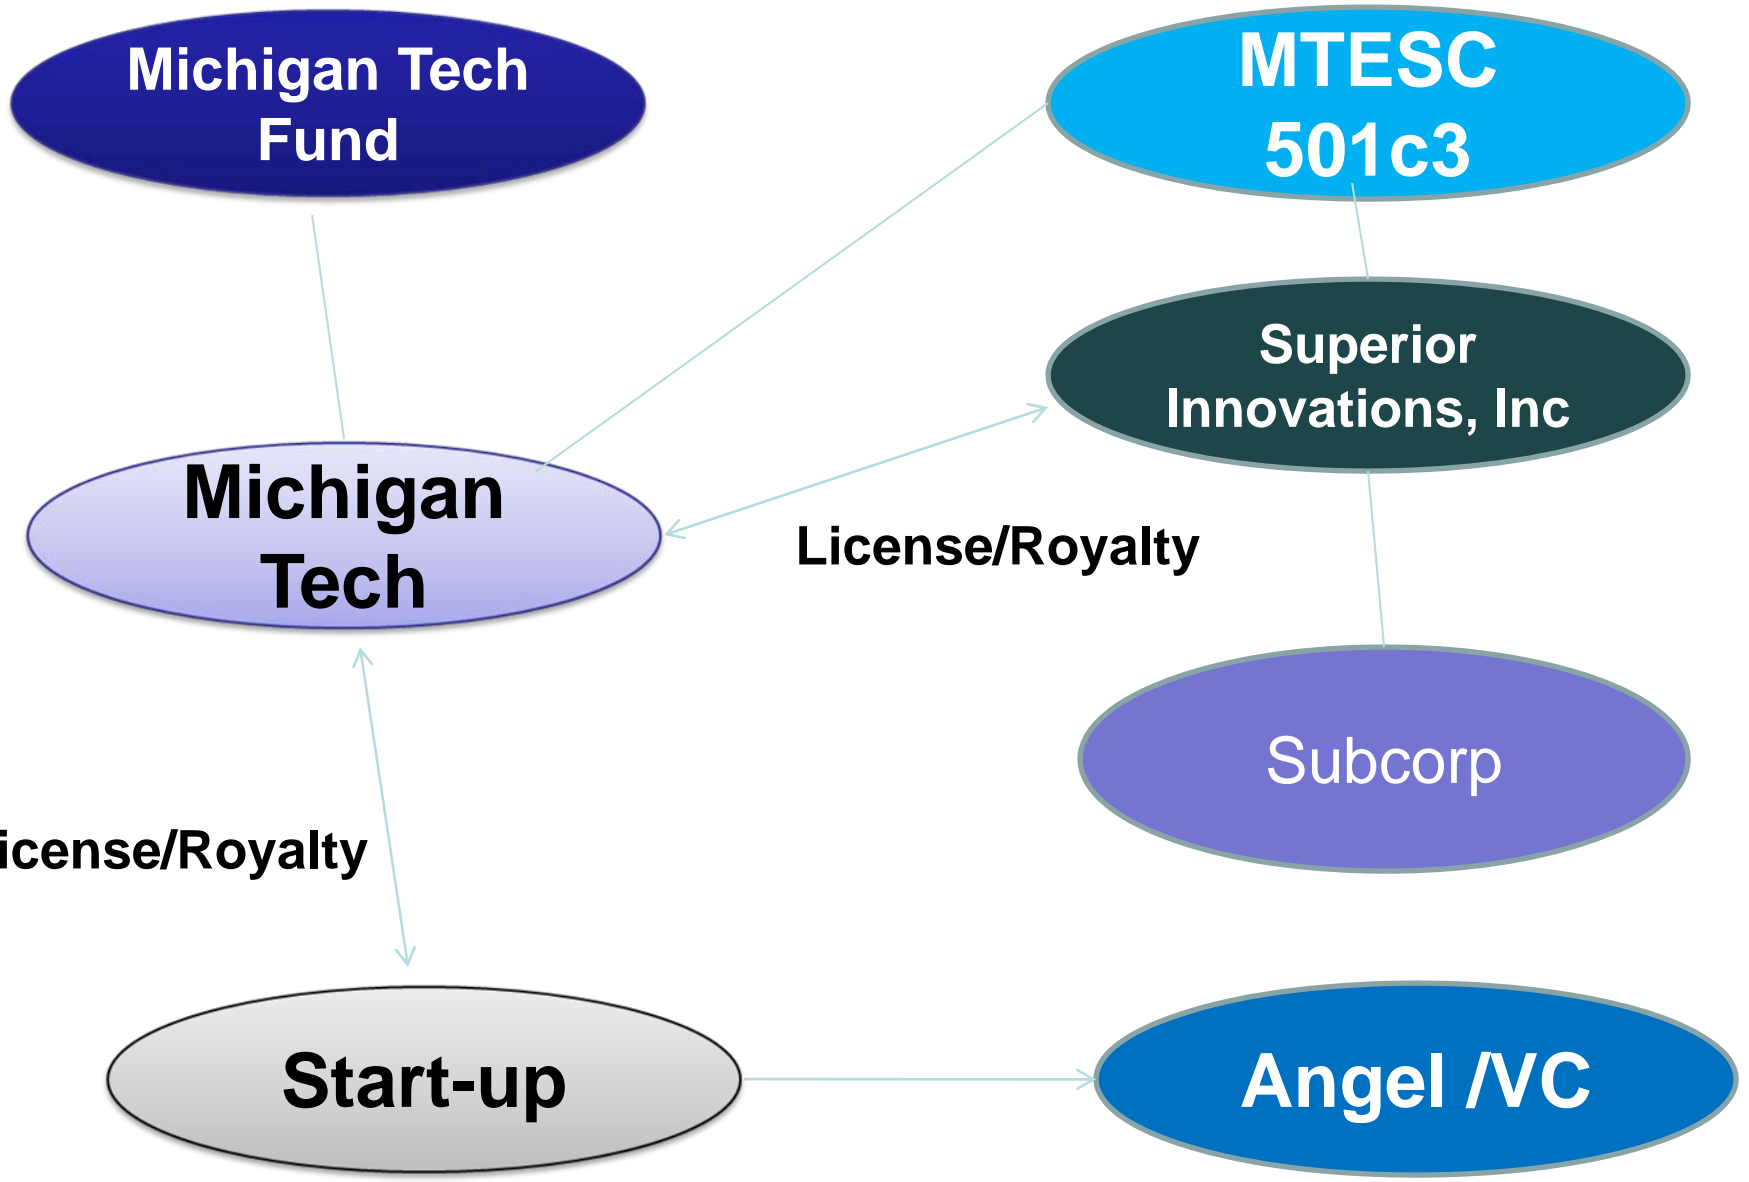 Michigan Tech
Fund
MTESC
501c3
Superior
Innovations, Inc
Michigan
Tech
License/Royalty
Subcorp
icense/Royalty
Start-up
Angel /VC